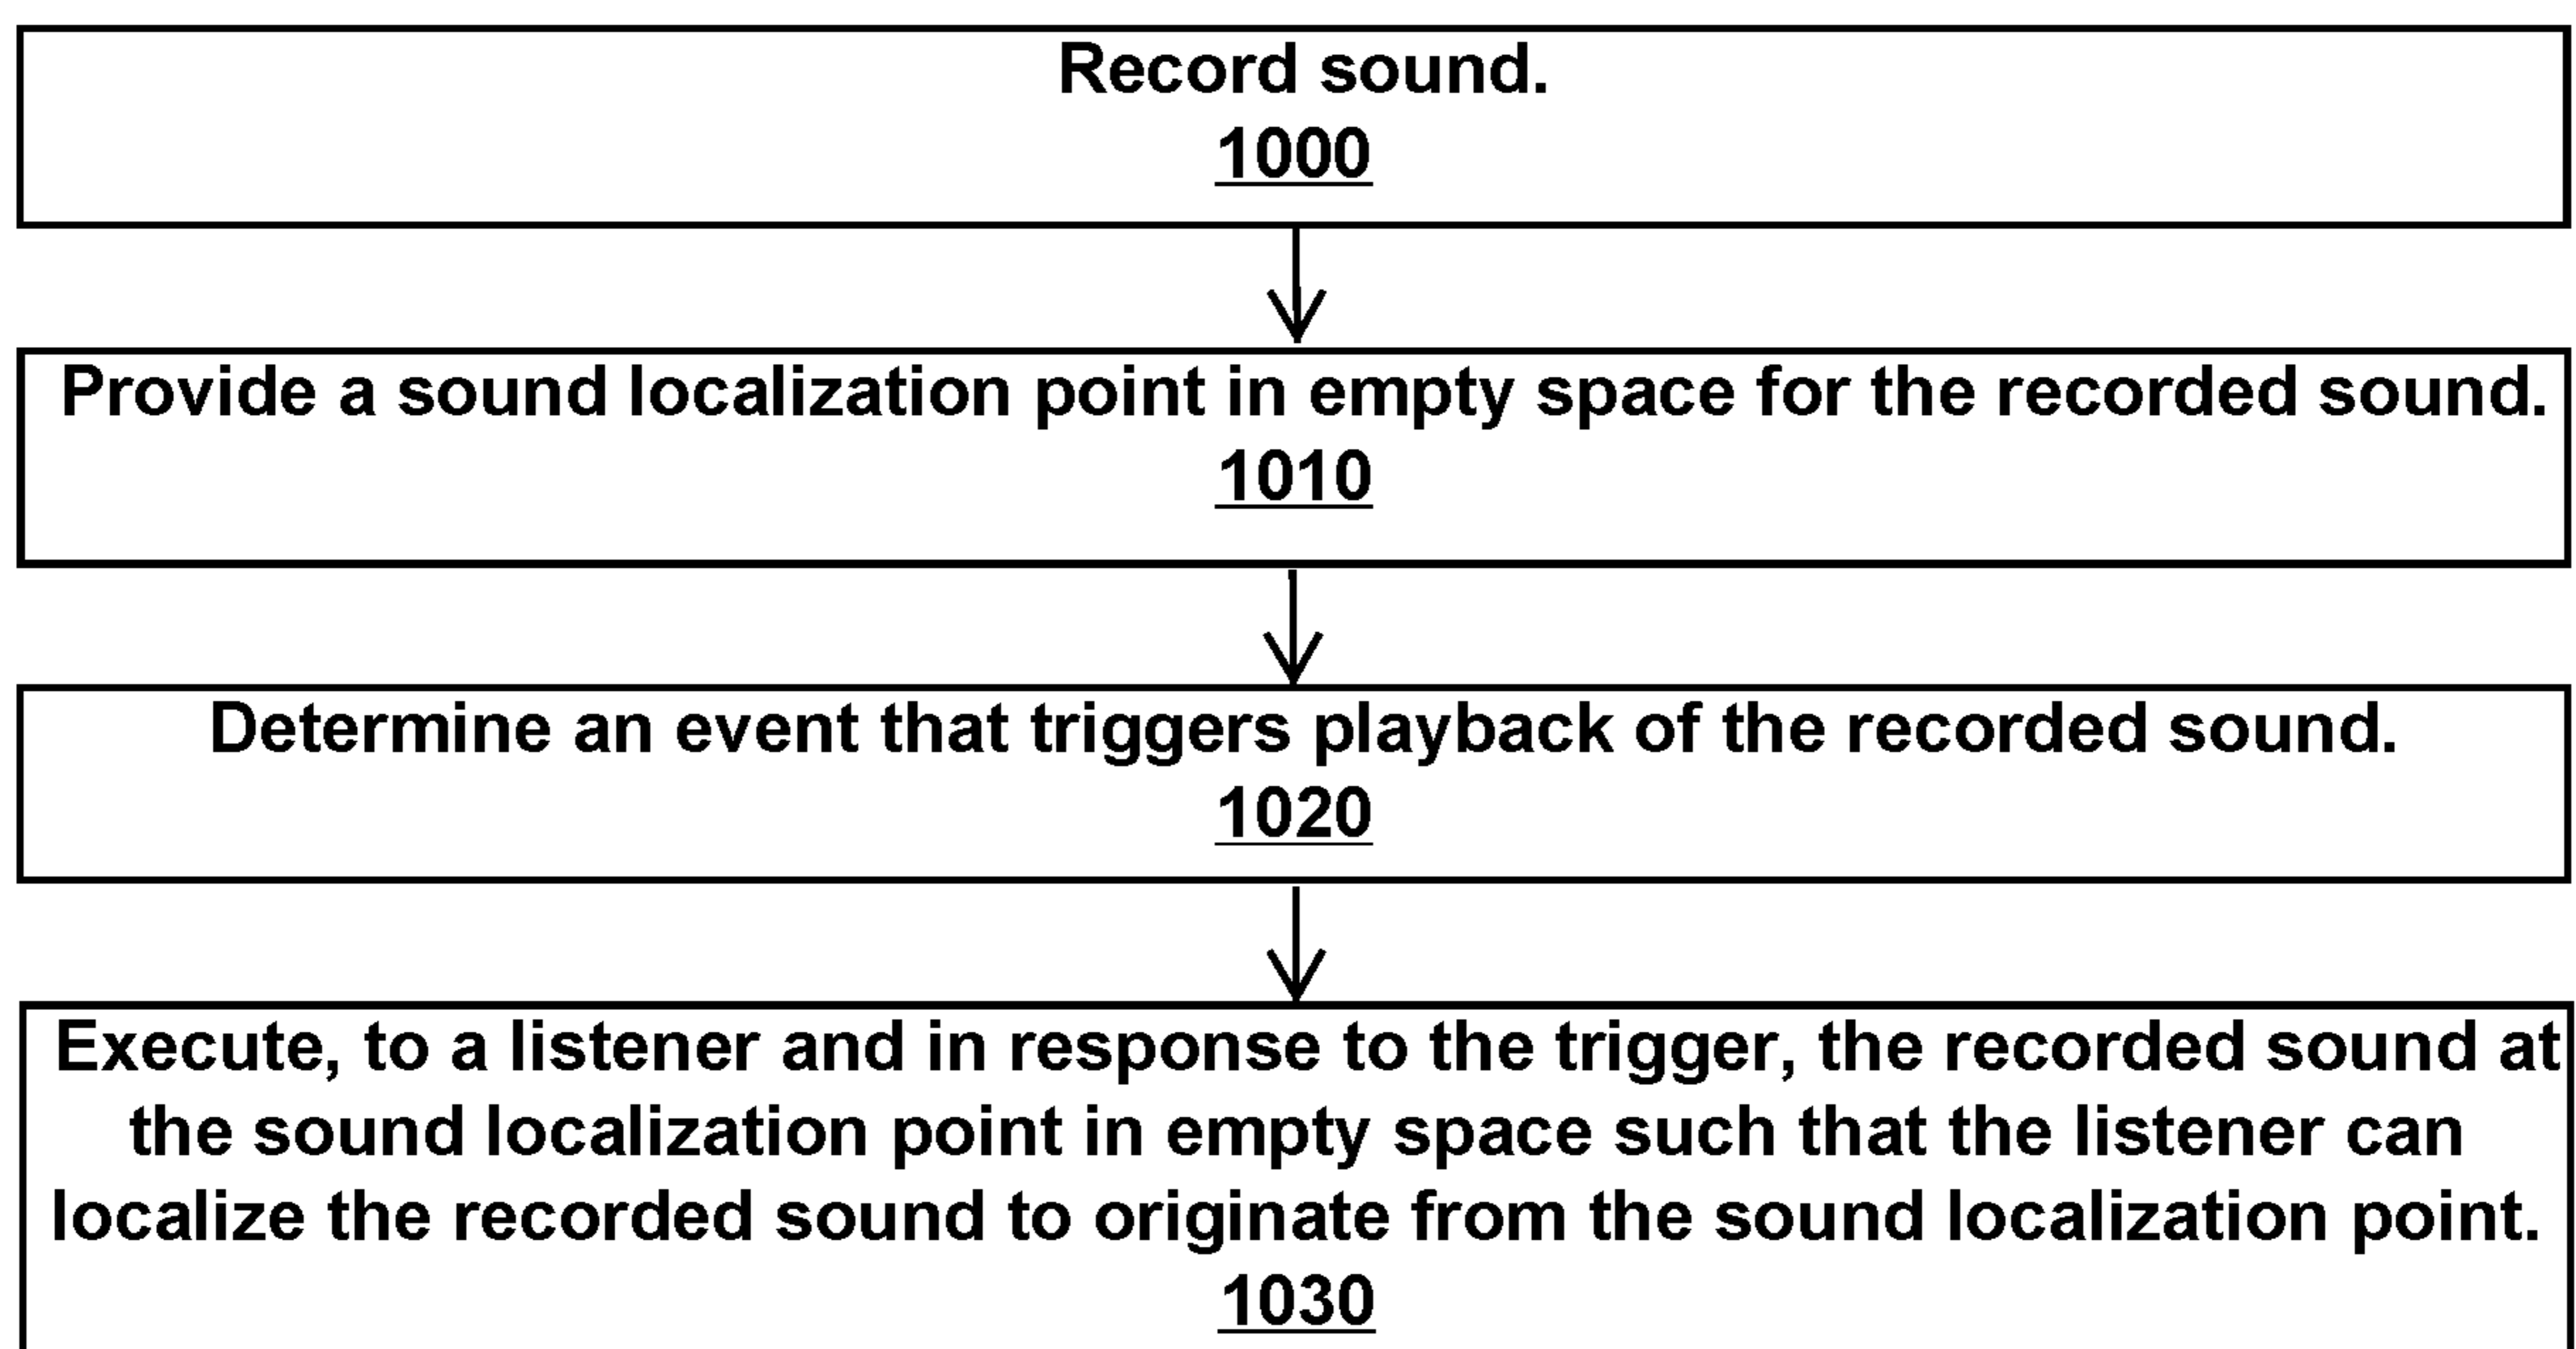 Record sound.
1000
Provide a sound localization point in empty space for the recorded sound.
1010
Determine an event that triggers playback of the recorded sound.
1020
Execute, to a listener and in response to the trigger, the recorded sound at
the sound localization point in empty space such that the listener can
localize the recorded sound to originate from the sound localization point.
1030